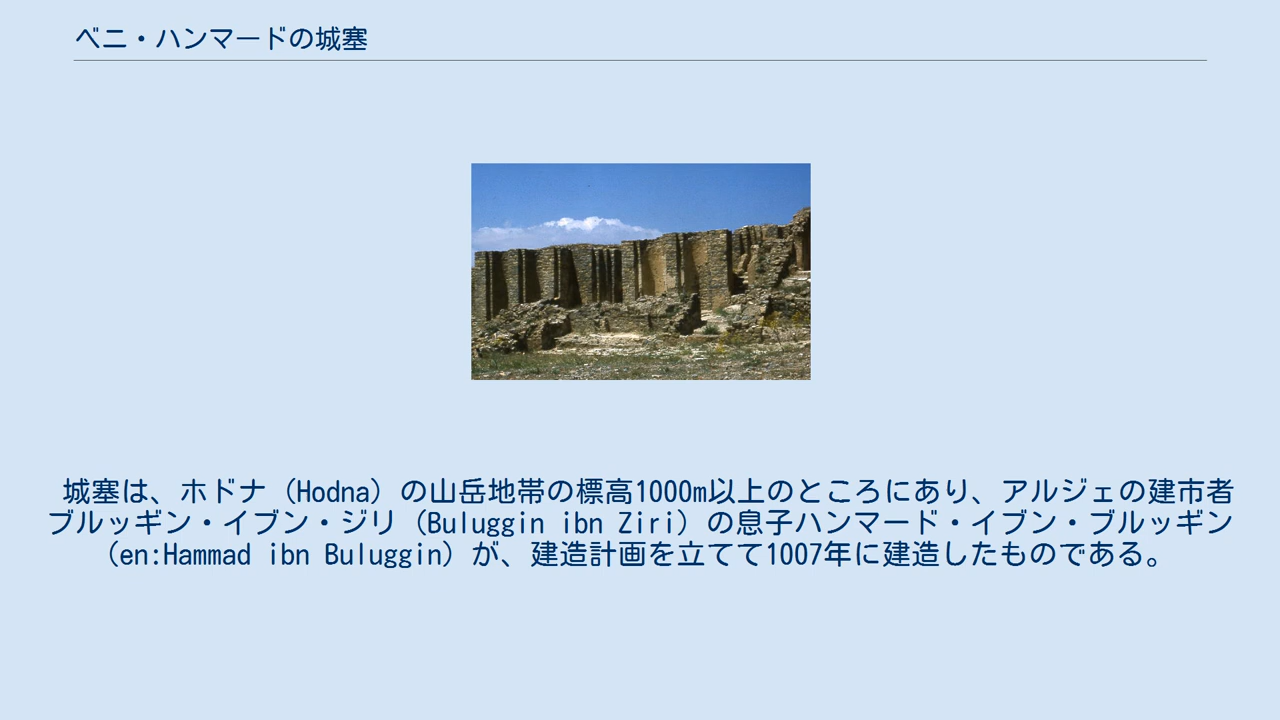 ベニ・ハンマードの城塞
城塞は、ホドナ（Hodna）の山岳地帯の標高1000m以上のところにあり、アルジェの建市者
ブルッギン・イブン・ジリ（Buluggin ibn Ziri）の息子ハンマード・イブン・ブルッギン
（en:Hammad ibn Buluggin）が、建造計画を立てて1007年に建造したものである。